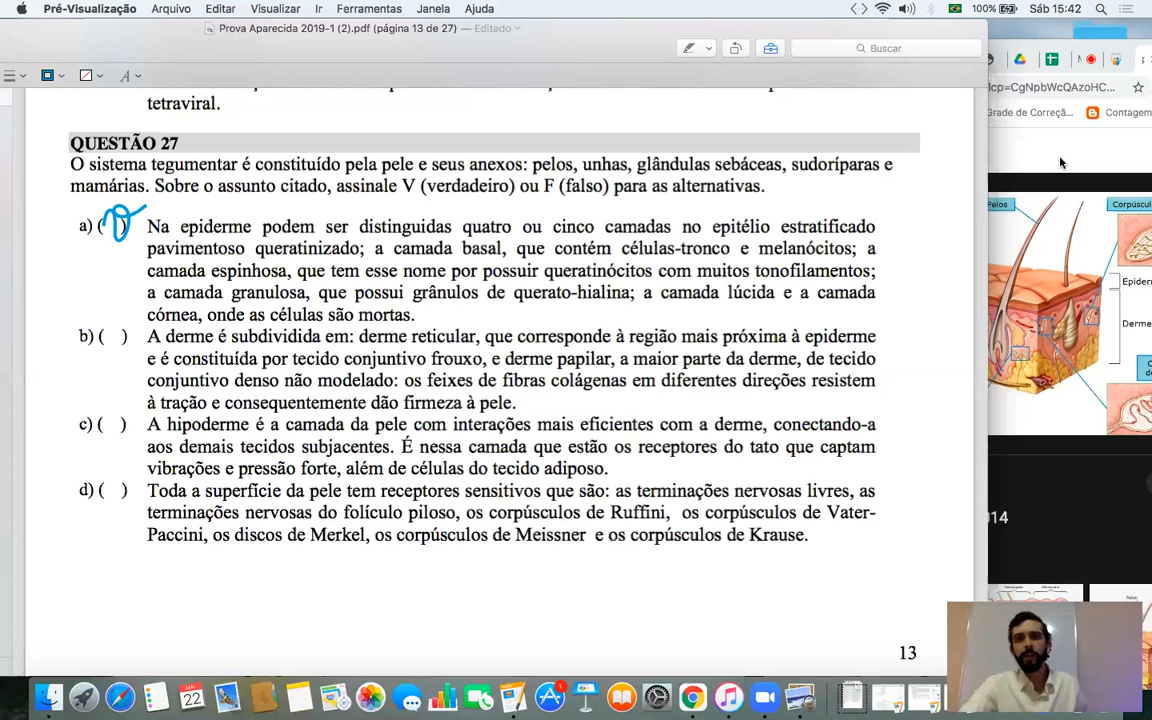 Pré-Visualização Arquivo Editar Visualizar Ir Ferramentas Janela Ajuda 100% Sáb 15:42
Prova Aparecida 2019-1 (2).pdf (página 13 de 27) — Editado
Buscar
lcp=CgNpbWcQAzoHC...
Grade de Correçã... Contagem
tetraviral.
QUESTÃO 27
O sistema tegumentar é constituído pela pele e seus anexos: pelos, unhas, glândulas sebáceas, sudoríparas e
mamárias. Sobre o assunto citado, assinale V (verdadeiro) ou F (falso) para as alternativas.
a) ( V ) Na epiderme podem ser distinguidas quatro ou cinco camadas no epitélio estratificado
pavimentoso queratinizado; a camada basal, que contém células-tronco e melanócitos; a
camada espinhosa, que tem esse nome por possuir queratinócitos com muitos tonofilamentos;
a camada granulosa, que possui grânulos de querato-hialina; a camada lúcida e a camada
córnea, onde as células são mortas.
b) ( ) A derme é subdividida em: derme reticular, que corresponde à região mais próxima à epiderme
e é constituída por tecido conjuntivo frouxo, e derme papilar, a maior parte da derme, de tecido
conjuntivo denso não modelado: os feixes de fibras colágenas em diferentes direções resistem
à tração e consequentemente dão firmeza à pele.
c) ( ) A hipoderme é a camada da pele com interações mais eficientes com a derme, conectando-a
aos demais tecidos subjacentes. É nessa camada que estão os receptores do tato que captam
vibrações e pressão forte, além de células do tecido adiposo.
d) ( ) Toda a superfície da pele tem receptores sensitivos que são: as terminações nervosas livres, as
terminações nervosas do folículo piloso, os corpúsculos de Ruffini, os corpúsculos de Vater-
Paccini, os discos de Merkel, os corpúsculos de Meissner e os corpúsculos de Krause.
13
Pelos Corpúscul
Epider
Derme
014
MAR
22